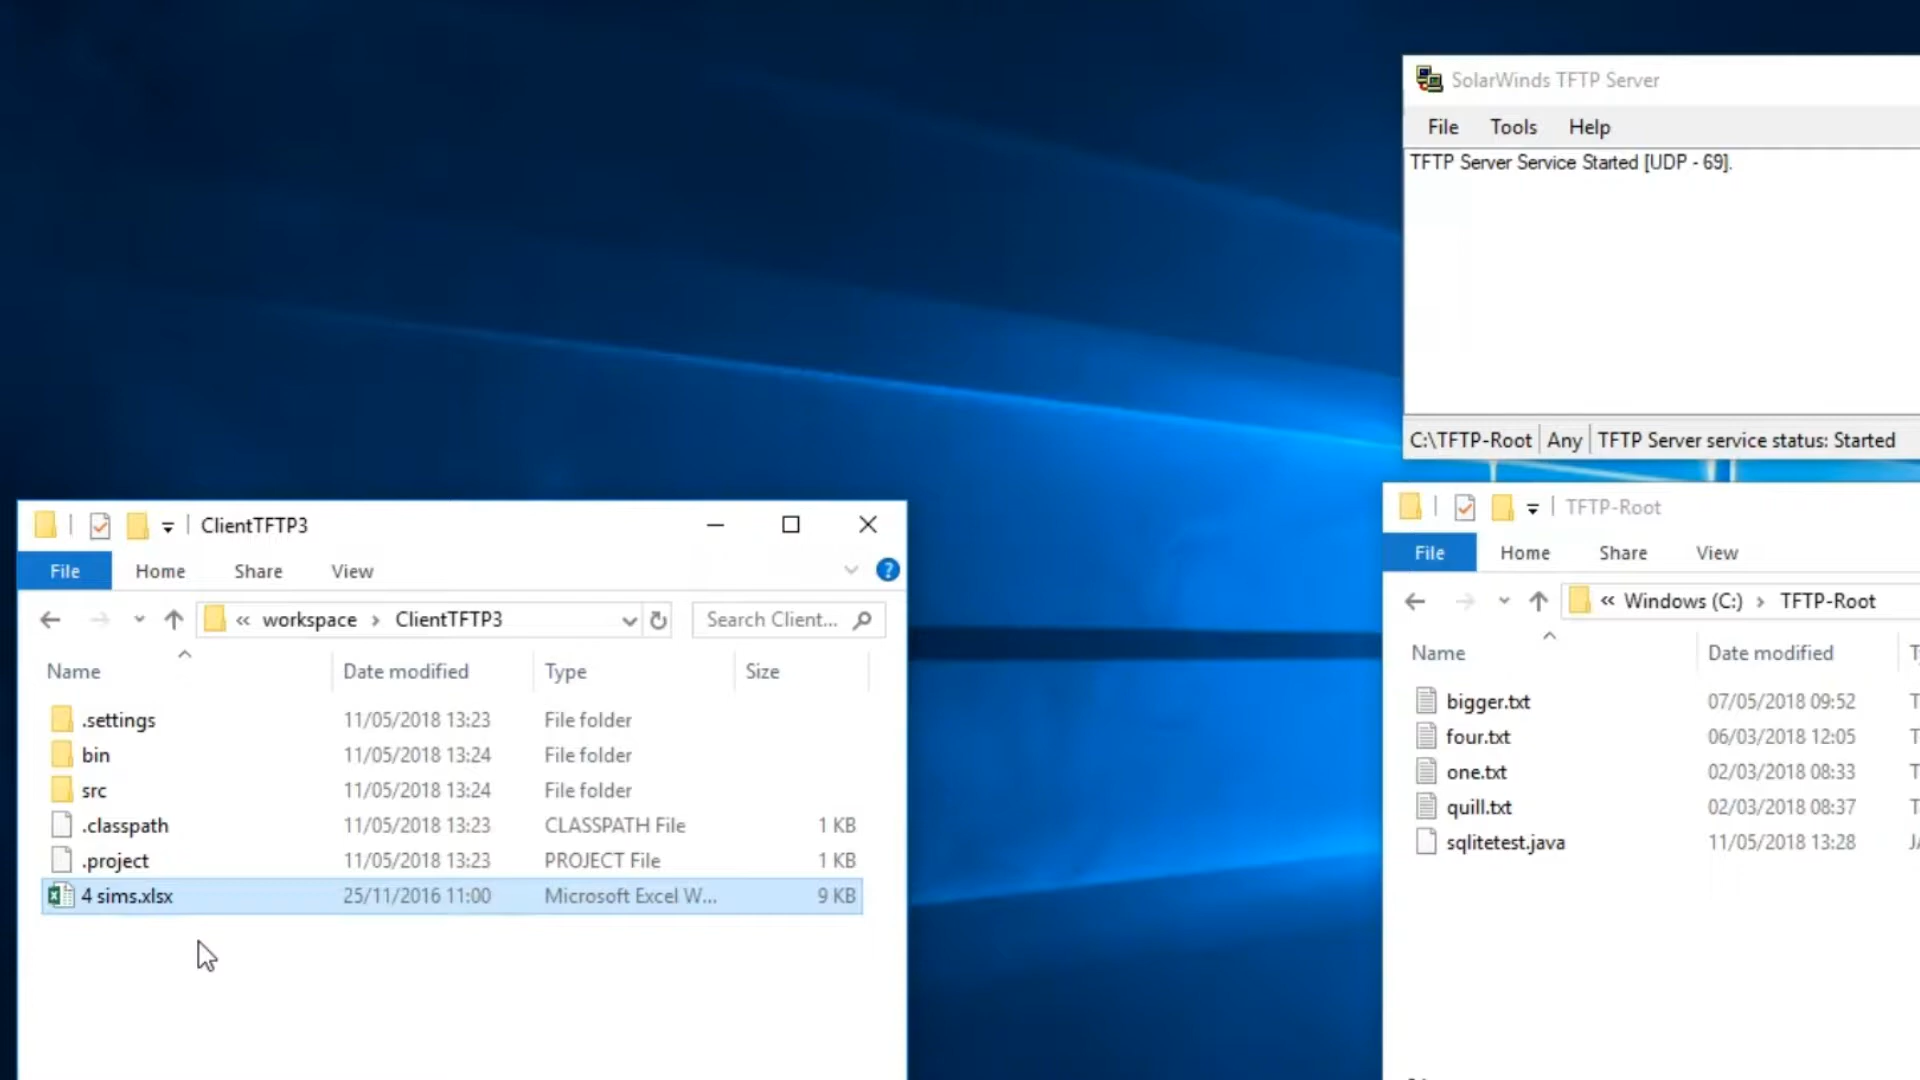 SolarWinds TFTP Server
File Tools Help
TFTP Server Service Started [UDP - 69].
C:\TFTP-Root Any TFTP Server service status: Started
ClientTFTP3
File Home Share View
« workspace > ClientTFTP3 Search Client...
Name Date modified Type Size
.settings 11/05/2018 13:23 File folder
bin 11/05/2018 13:24 File folder
src 11/05/2018 13:24 File folder
.classpath 11/05/2018 13:23 CLASSPATH File 1 KB
.project 11/05/2018 13:23 PROJECT File 1 KB
4 sims.xlsx 25/11/2016 11:00 Microsoft Excel W... 9 KB
TFTP-Root
File Home Share View
« Windows (C:) > TFTP-Root
Name Date modified
bigger.txt 07/05/2018 09:52
four.txt 06/03/2018 12:05
one.txt 02/03/2018 08:33
quill.txt 02/03/2018 08:37
sqlitetest.java 11/05/2018 13:28